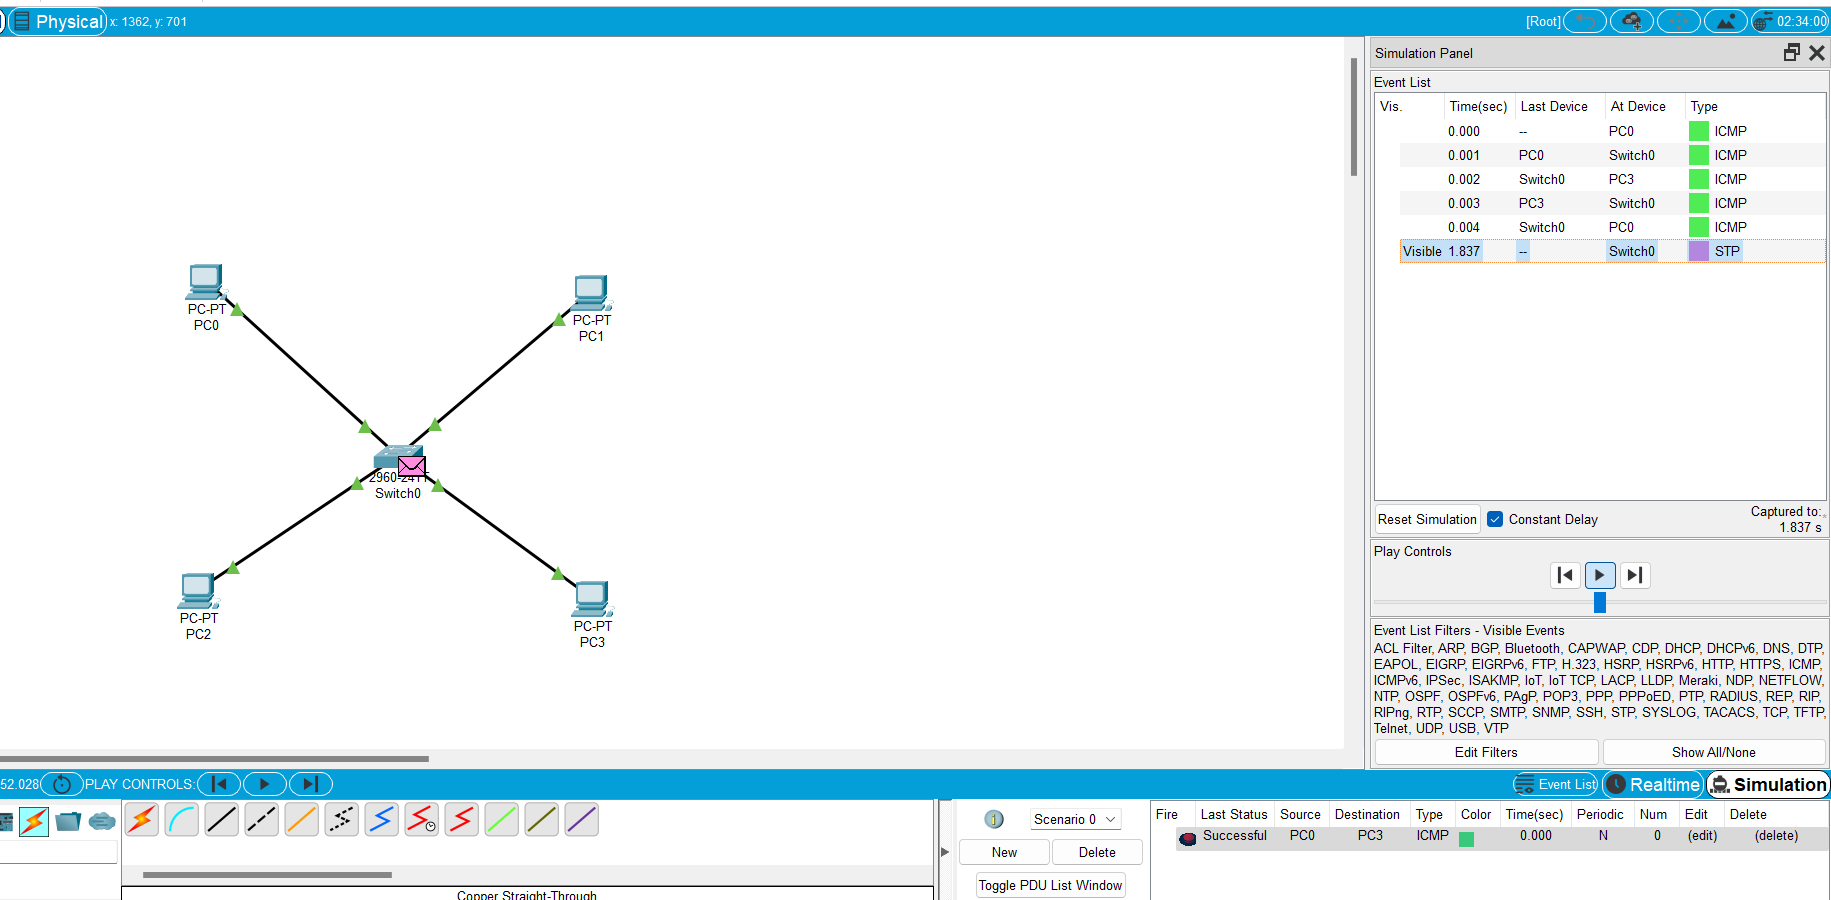 Physical x: 1362, y: 701
[Root] 02:34:00
Simulation Panel
Event List
Vis. Time(sec) Last Device At Device Type
0.000 -- PC0 ICMP
0.001 PC0 Switch0 ICMP
0.002 Switch0 PC3 ICMP
0.003 PC3 Switch0 ICMP
0.004 Switch0 PC0 ICMP
Visible 1.837 -- Switch0 STP
PC-PT
PC0
PC-PT
PC1
2960-24TT
Switch0
PC-PT
PC2
PC-PT
PC3
Reset Simulation Constant Delay Captured to:
1.837 s
Play Controls
Event List Filters - Visible Events
ACL Filter, ARP, BGP, Bluetooth, CAPWAP, CDP, DHCP, DHCPv6, DNS, DTP,
EAPOL, EIGRP, EIGRPv6, FTP, H.323, HSRP, HSRPv6, HTTP, HTTPS, ICMP,
ICMPv6, IPSec, ISAKMP, IoT, IoT TCP, LACP, LLDP, Meraki, NDP, NETFLOW,
NTP, OSPF, OSPFv6, PAgP, POP3, PPP, PPPoED, PTP, RADIUS, REP, RIP,
RIPng, RTP, SCCP, SMTP, SNMP, SSH, STP, SYSLOG, TACACS, TCP, TFTP,
Telnet, UDP, USB, VTP
Edit Filters Show All/None
52.028 PLAY CONTROLS: Event List Realtime Simulation
Scenario 0
New Delete
Toggle PDU List Window
Fire Last Status Source Destination Type Color Time(sec) Periodic Num Edit Delete
Successful PC0 PC3 ICMP 0.000 N 0 (edit) (delete)
Copper Straight-Through